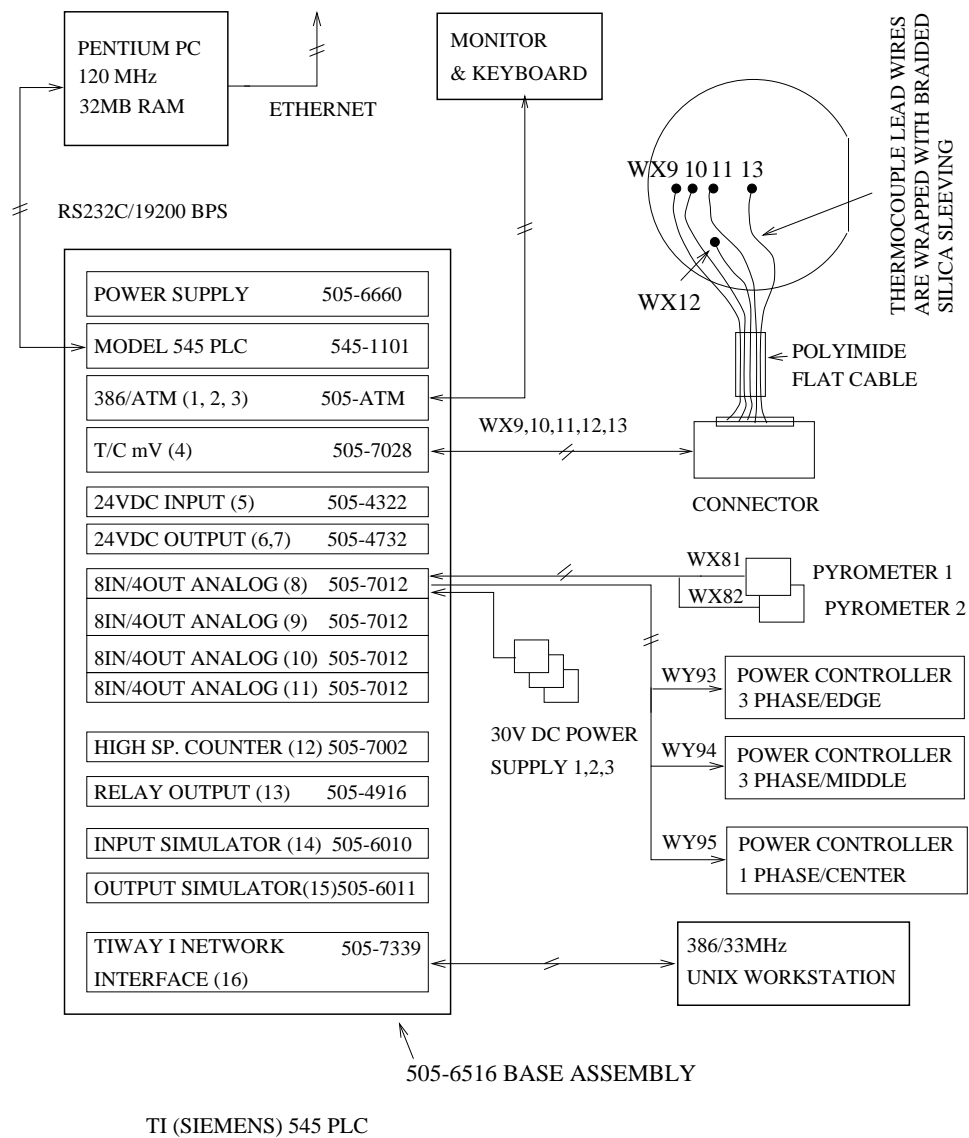 PENTIUM PC
120 MHz
32MB RAM
ETHERNET
MONITOR
& KEYBOARD
THERMOCOUPLE LEAD WIRES
ARE WRAPPED WITH BRAIDED
SILICA SLEEVING
WX9 10 11 13
WX12
RS232C/19200 BPS
POLYIMIDE
FLAT CABLE
CONNECTOR
WX9,10,11,12,13
POWER SUPPLY 505-6660
MODEL 545 PLC 545-1101
386/ATM (1, 2, 3) 505-ATM
T/C mV (4) 505-7028
24VDC INPUT (5) 505-4322
24VDC OUTPUT (6,7) 505-4732
8IN/4OUT ANALOG (8) 505-7012
8IN/4OUT ANALOG (9) 505-7012
8IN/4OUT ANALOG (10) 505-7012
8IN/4OUT ANALOG (11) 505-7012
HIGH SP. COUNTER (12) 505-7002
RELAY OUTPUT (13) 505-4916
INPUT SIMULATOR (14) 505-6010
OUTPUT SIMULATOR(15)505-6011
TIWAY I NETWORK 505-7339
INTERFACE (16)
WX81
PYROMETER 1
WX82
PYROMETER 2
30V DC POWER
SUPPLY 1,2,3
WY93
POWER CONTROLLER
3 PHASE/EDGE
WY94
POWER CONTROLLER
3 PHASE/MIDDLE
WY95
POWER CONTROLLER
1 PHASE/CENTER
386/33MHz
UNIX WORKSTATION
505-6516 BASE ASSEMBLY
TI (SIEMENS) 545 PLC